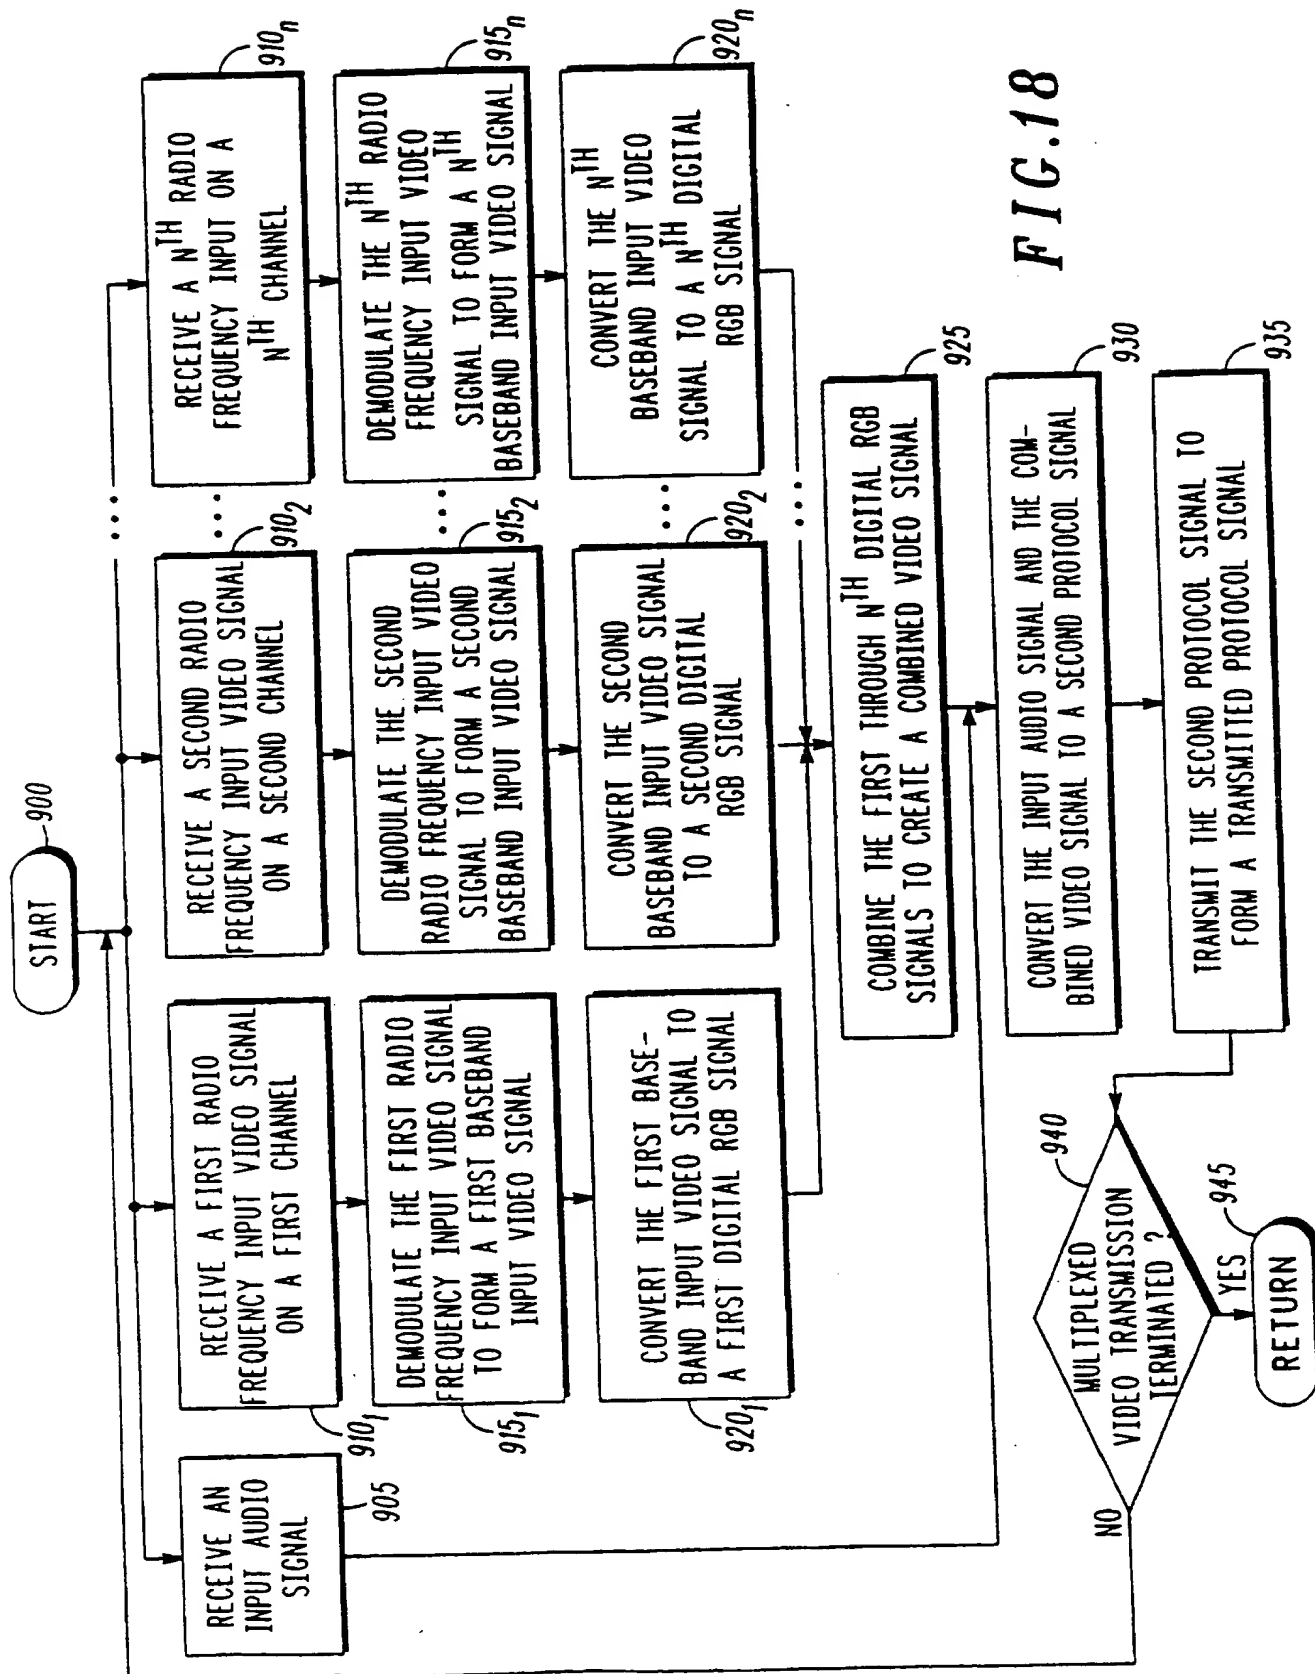 START
900
RECEIVE AN
INPUT AUDIO
SIGNAL
905
RECEIVE A FIRST RADIO
FREQUENCY INPUT VIDEO SIGNAL
ON A FIRST CHANNEL
910₁
RECEIVE A SECOND RADIO
FREQUENCY INPUT VIDEO SIGNAL
ON A SECOND CHANNEL
910₂
...
...
RECEIVE A Nᵀᴴ RADIO
FREQUENCY INPUT ON A
Nᵀᴴ CHANNEL
910ₙ
DEMODULATE THE FIRST RADIO
FREQUENCY INPUT VIDEO SIGNAL
TO FORM A FIRST BASEBAND
INPUT VIDEO SIGNAL
915₁
DEMODULATE THE SECOND
RADIO FREQUENCY INPUT VIDEO
SIGNAL TO FORM A SECOND
BASEBAND INPUT VIDEO SIGNAL
915₂
...
DEMODULATE THE Nᵀᴴ RADIO
FREQUENCY INPUT VIDEO
SIGNAL TO FORM A Nᵀᴴ
BASEBAND INPUT VIDEO SIGNAL
915ₙ
CONVERT THE FIRST BASE-
BAND INPUT VIDEO SIGNAL TO
A FIRST DIGITAL RGB SIGNAL
920₁
CONVERT THE SECOND
BASEBAND INPUT VIDEO SIGNAL
TO A SECOND DIGITAL
RGB SIGNAL
920₂
...
CONVERT THE Nᵀᴴ
BASEBAND INPUT VIDEO
SIGNAL TO A Nᵀᴴ DIGITAL
RGB SIGNAL
920ₙ
...
COMBINE THE FIRST THROUGH Nᵀᴴ DIGITAL RGB
SIGNALS TO CREATE A COMBINED VIDEO SIGNAL
925
CONVERT THE INPUT AUDIO SIGNAL AND THE COM-
BINED VIDEO SIGNAL TO A SECOND PROTOCOL SIGNAL
930
TRANSMIT THE SECOND PROTOCOL SIGNAL TO
FORM A TRANSMITTED PROTOCOL SIGNAL
935
MULTIPLEXED
VIDEO TRANSMISSION
TERMINATED ?
940
NO
YES
RETURN
945
FIG.18